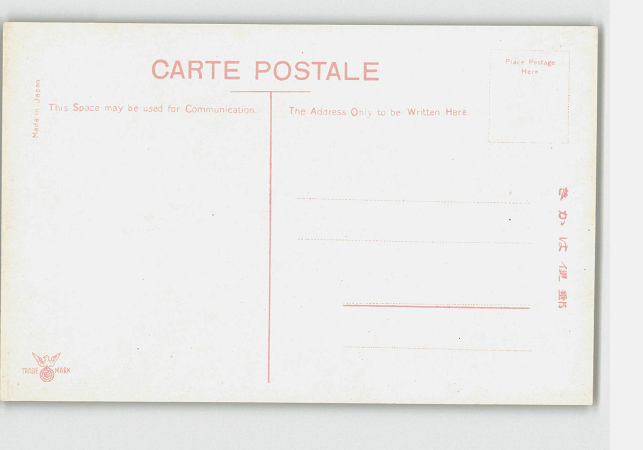 CARTE POSTALE
Place Postage
Here
Made in Japan
This Space may be used for Communication.
The Address Only to be Written Here
きかは便郵
TRADE MARK